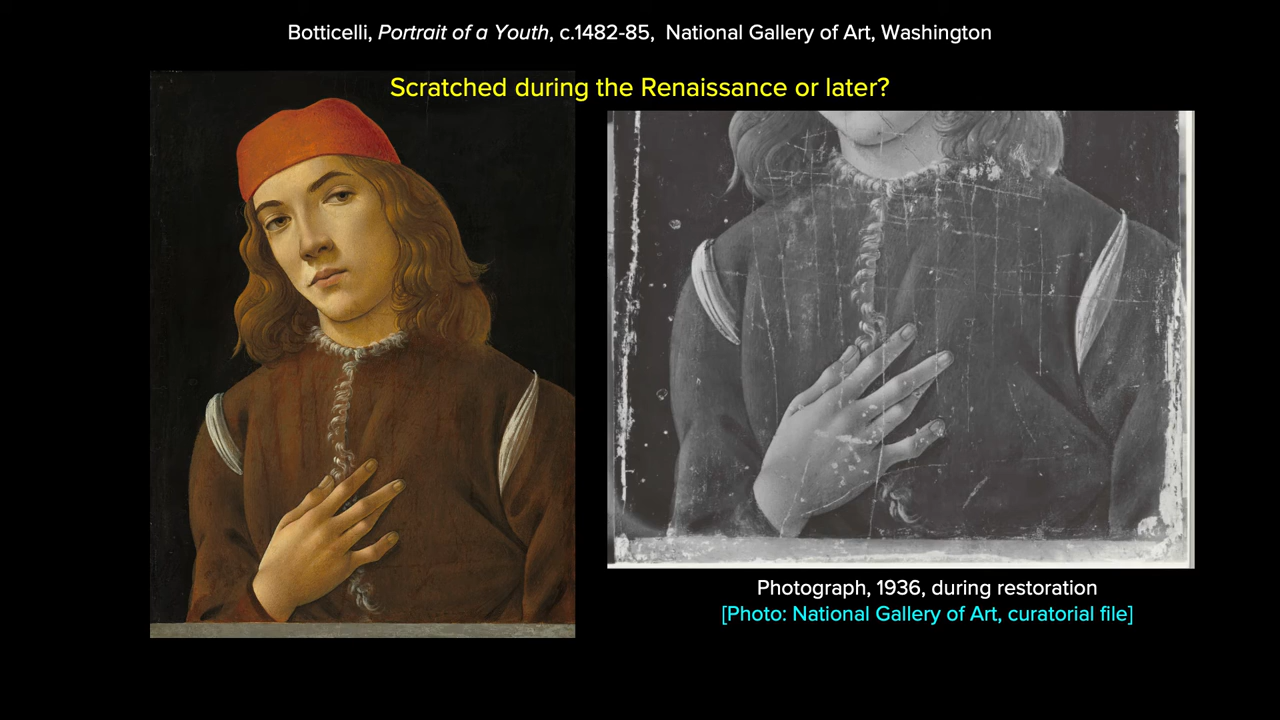 Botticelli, Portrait of a Youth, c.1482-85, National Gallery of Art, Washington
Scratched during the Renaissance or later?
Photograph, 1936, during restoration
[Photo: National Gallery of Art, curatorial file]